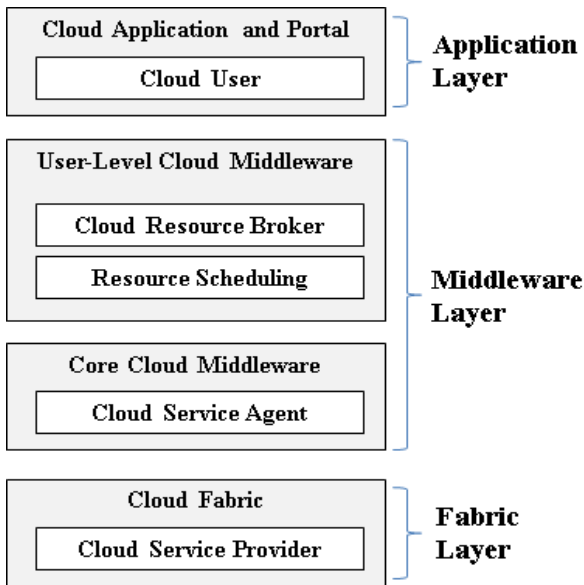 Cloud Application and Portal
Cloud User
Application
Layer
User-Level Cloud Middleware
Cloud Resource Broker
Resource Scheduling
Middleware
Layer
Core Cloud Middleware
Cloud Service Agent
Cloud Fabric
Cloud Service Provider
Fabric
Layer